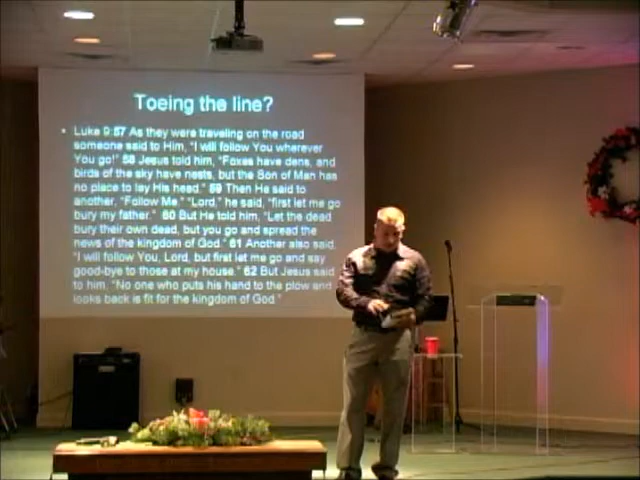 Toeing the line?
• Luke 9:57 As they were traveling on the road
someone said to Him, "I will follow You wherever
You go!" 58 Jesus told him, "Foxes have dens, and
birds of the sky have nests, but the Son of Man has
no place to lay His head." 59 Then He said to
another, "Follow Me." "Lord," he said, "first let me go
bury my father." 60 But He told him, "Let the dead
bury their own dead, but you go and spread the
news of the kingdom of God." 61 Another also said,
"I will follow You, Lord, but first let me go and say
good-bye to those at my house." 62 But Jesus said
to him, "No one who puts his hand to the plow and
looks back is fit for the kingdom of God."